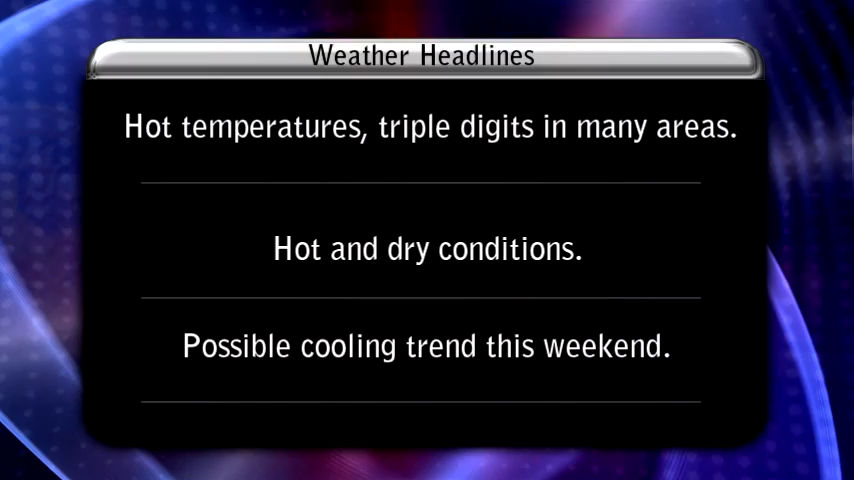 Weather Headlines
Hot temperatures, triple digits in many areas.
Hot and dry conditions.
Possible cooling trend this weekend.